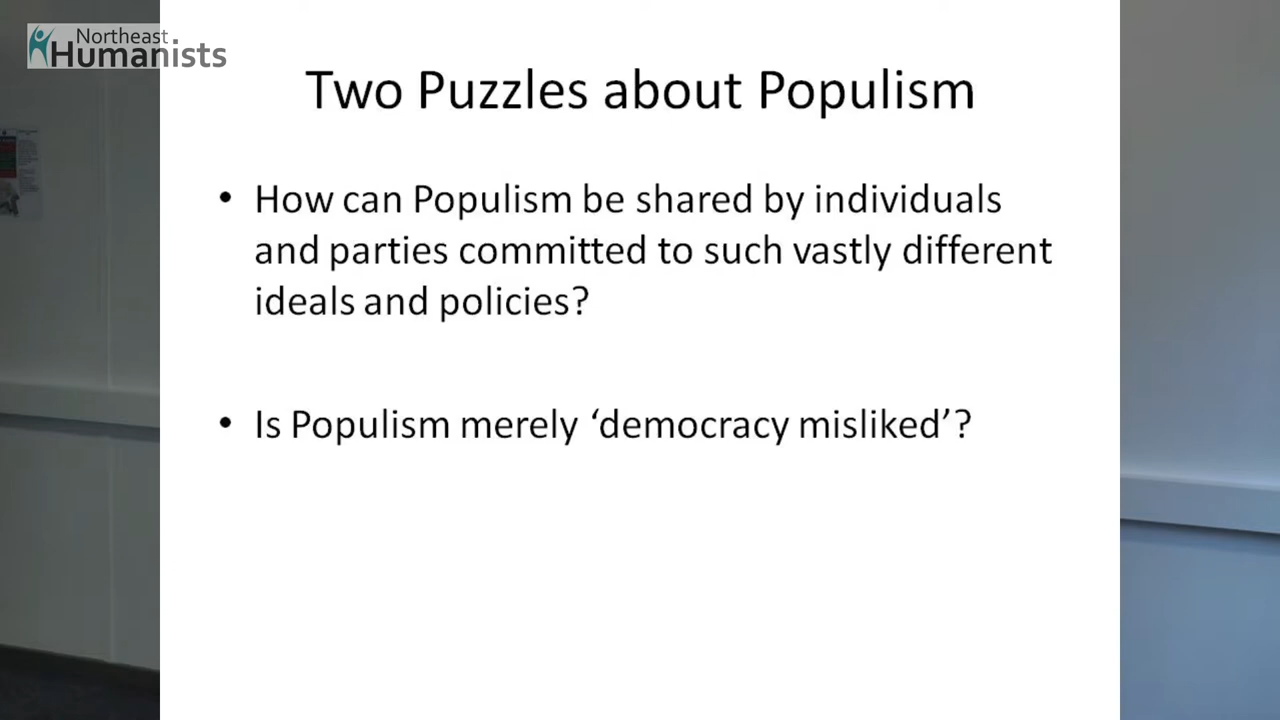 Northeast
Humanists
Two Puzzles about Populism
• How can Populism be shared by individuals
and parties committed to such vastly different
ideals and policies?
• Is Populism merely ‘democracy misliked’?